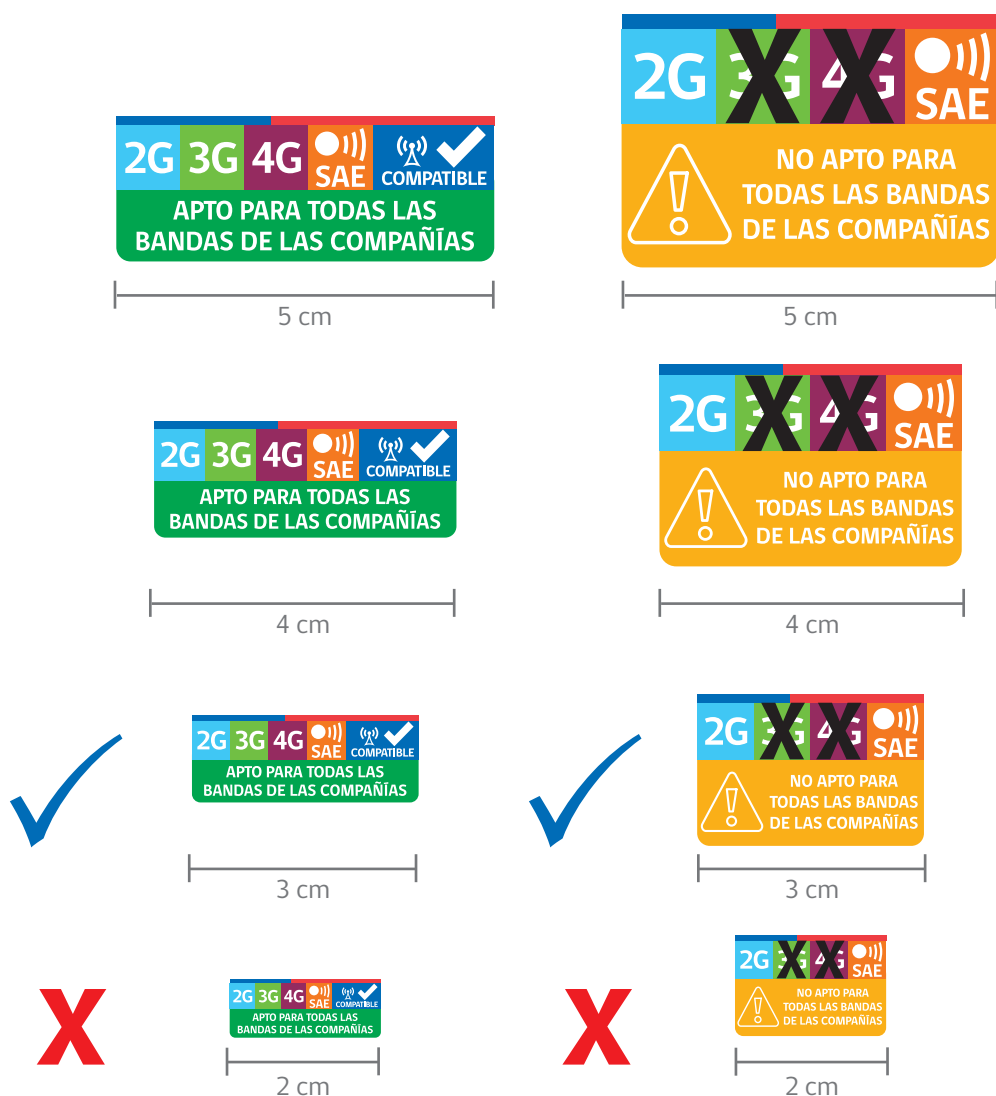 2G 3G 4G SAE COMPATIBLE
APTO PARA TODAS LAS
BANDAS DE LAS COMPAÑÍAS
5 cm
2G 3G 4G SAE
NO APTO PARA
TODAS LAS BANDAS
DE LAS COMPAÑÍAS
5 cm
2G 3G 4G SAE COMPATIBLE
APTO PARA TODAS LAS
BANDAS DE LAS COMPAÑÍAS
4 cm
2G 3G 4G SAE
NO APTO PARA
TODAS LAS BANDAS
DE LAS COMPAÑÍAS
4 cm
2G 3G 4G SAE COMPATIBLE
APTO PARA TODAS LAS
BANDAS DE LAS COMPAÑÍAS
3 cm
2G 3G 4G SAE
NO APTO PARA
TODAS LAS BANDAS
DE LAS COMPAÑÍAS
3 cm
2G 3G 4G SAE COMPATIBLE
APTO PARA TODAS LAS
BANDAS DE LAS COMPAÑÍAS
2 cm
2G 3G 4G SAE
NO APTO PARA
TODAS LAS BANDAS
DE LAS COMPAÑÍAS
2 cm